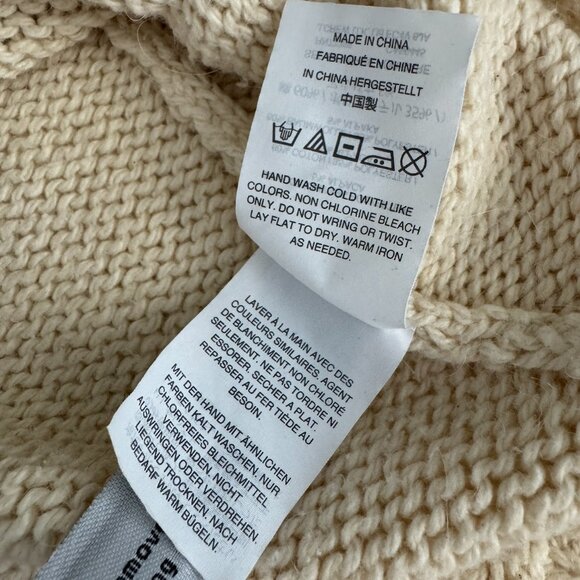 MADE IN CHINA
FABRIQUÉ EN CHINE
IN CHINA HERGESTELLT
中国製
HAND WASH COLD WITH LIKE
COLORS. NON CHLORINE BLEACH
ONLY. DO NOT WRING OR TWIST.
LAY FLAT TO DRY. WARM IRON
AS NEEDED.
LAVER À LA MAIN AVEC DES
COULEURS SIMILAIRES. AGENT
DE BLANCHIMENT NON CHLORÉ
SEULEMENT. NE PAS TORDRE NI
ESSORER. SECHER A PLAT.
REPASSER AU FER TIÈDE AU
BESOIN.
MIT DER HAND MIT ÄHNLICHEN
FARBEN KALT WASCHEN. NUR
CHLORFREIES BLEICHMITTEL
VERWENDEN. NICHT
AUSWRINGEN ODER VERDREHEN.
LIEGEND TROCKNEN. NACH
BEDARF WARM BÜGELN.